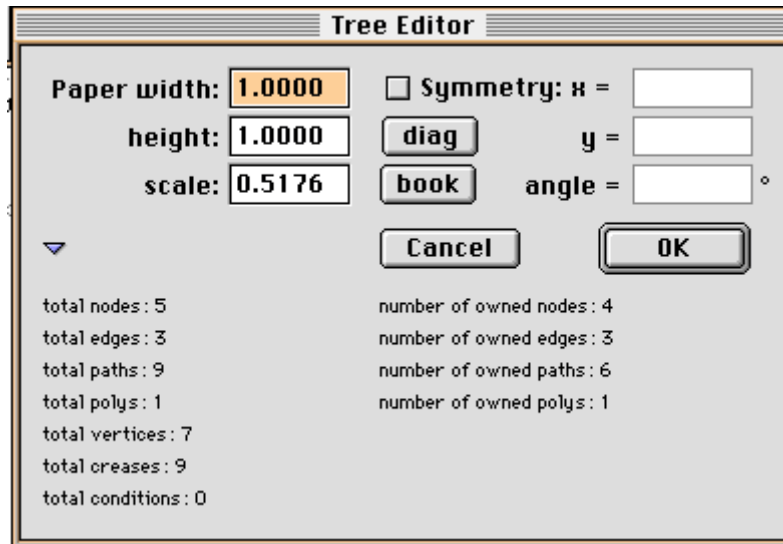 Tree Editor
Paper width: 1.0000 Symmetry: x =
height: 1.0000 diag y =
scale: 0.5176 book angle = °
Cancel OK
total nodes: 5 number of owned nodes: 4
total edges: 3 number of owned edges: 3
total paths: 9 number of owned paths: 6
total polys: 1 number of owned polys: 1
total vertices: 7
total creases: 9
total conditions: 0